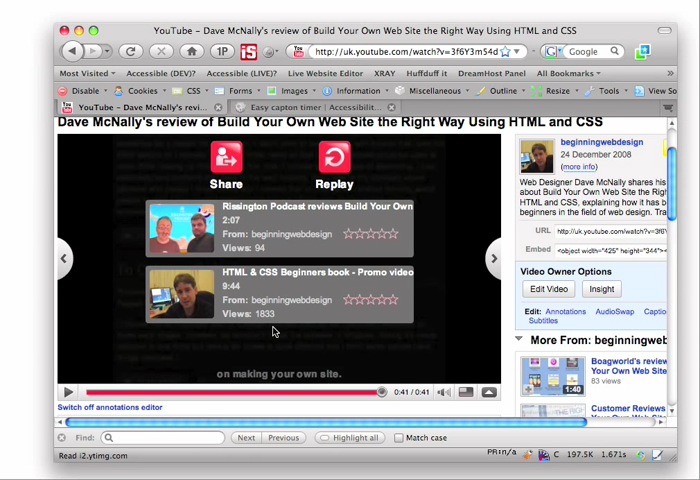 YouTube - Dave McNally's review of Build Your Own Web Site the Right Way Using HTML and CSS
1P
iS
http://uk.youtube.com/watch?v=3f6Y3m54d
Google
Most Visited
Accessible (DEV)?
Accessible (LIVE)?
Live Website Editor
XRAY
Huffduff it
DreamHost Panel
All Bookmarks
Disable
Cookies
CSS
Forms
Images
Information
Miscellaneous
Outline
Resize
Tools
View So
YouTube - Dave McNally's revi...
Easy capton timer | Accessibilit...
Dave McNally's review of Build Your Own Web Site the Right Way Using HTML and CSS
Share
Replay
Rissington Podcast reviews Build Your Own
2:07
From: beginningwebdesign
Views: 94
HTML & CSS Beginners book - Promo video
9:44
From: beginningwebdesign
Views: 1833
on making your own site.
0:41 / 0:41
Switch off annotations editor
beginningwebdesign
24 December 2008
(more info)
Web Designer Dave McNally shares his
about Build Your Own Web Site the Righ
HTML and CSS, explaining how it has b
beginners in the field of web design. Tra
URL
http://uk.youtube.com/watch?v=3f6
Embed
<object width="425" height="344"><
Video Owner Options
Edit Video
Insight
Edit:
Annotations
AudioSwap
Captio
Subtitles
More From: beginningweb
Boagworld's review
Your Own Web Site
83 views
1:40
Customer Reviews
Find:
Next
Previous
Highlight all
Match case
Read i2.ytimg.com
PR:n/a
C
197.5K
1.671s